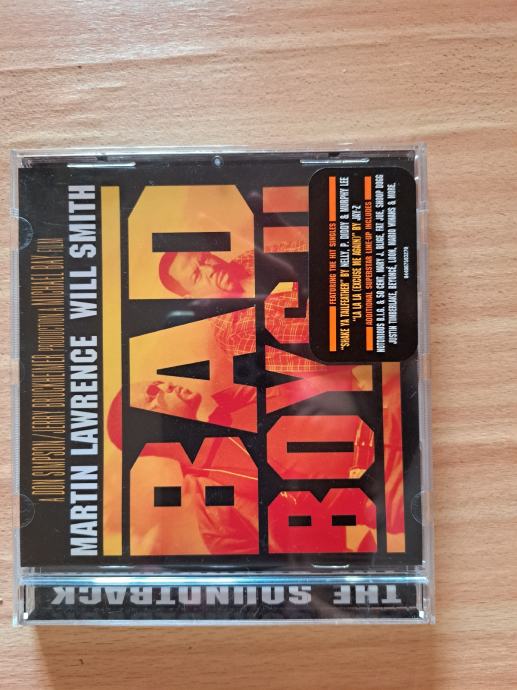 A DON SIMPSON/JERRY BRUCKHEIMER PRODUCTION A MICHAEL BAY FILM
MARTIN LAWRENCE WILL SMITH
BAD
BOYS II
FEATURING THE HIT SINGLES
"SHAKE YA TAILFEATHER" BY NELLY, P. DIDDY & MURPHY LEE
"LA LA LA (EXCUSE ME AGAIN)" BY JAY-Z
ADDITIONAL SUPERSTAR LINE-UP INCLUDES
NOTORIOUS B.I.G. & 50 CENT, MARY J. BLIGE, FAT JOE, SNOOP DOGG
JUSTIN TIMBERLAKE, BEYONCÉ, LOON, MARIO WINANS & MORE.
THE SOUNDTRACK